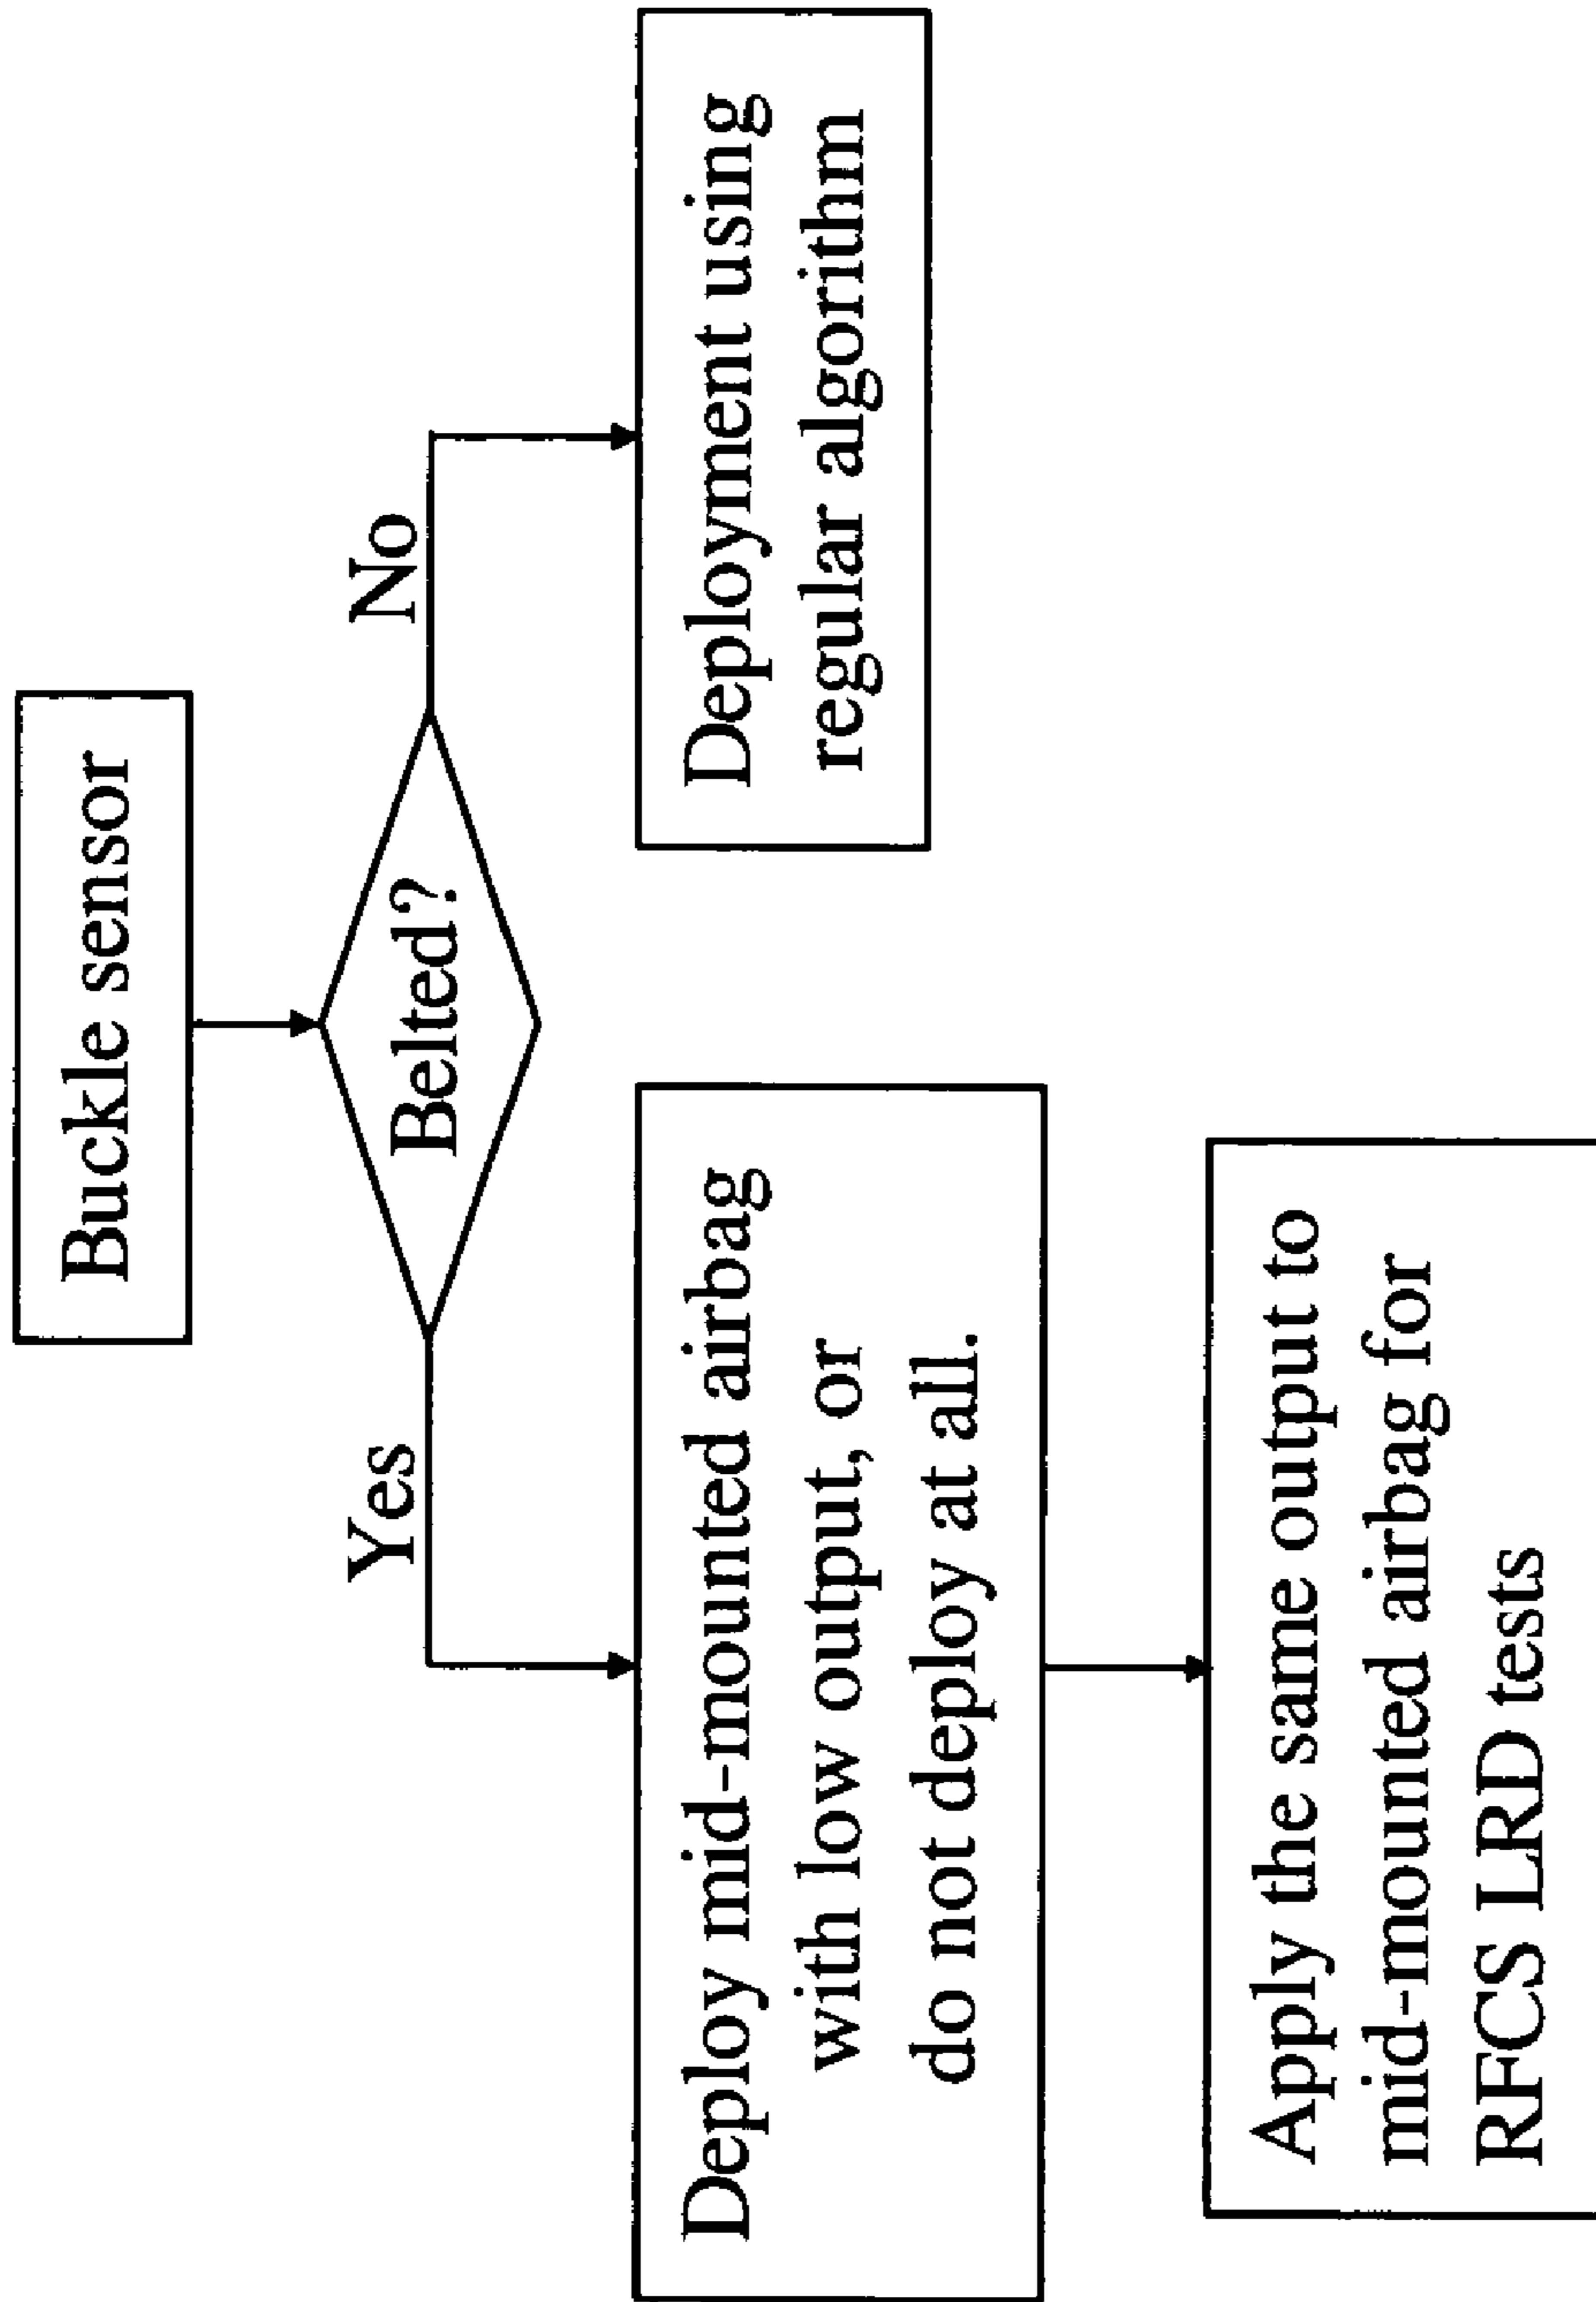 Buckle sensor
Belted?
Yes
No
Deploy mid-mounted airbag
with low output, or
do not deploy at all.
Deployment using
regular algorithm
Apply the same output to
mid-mounted airbag for
RFCS LRD tests